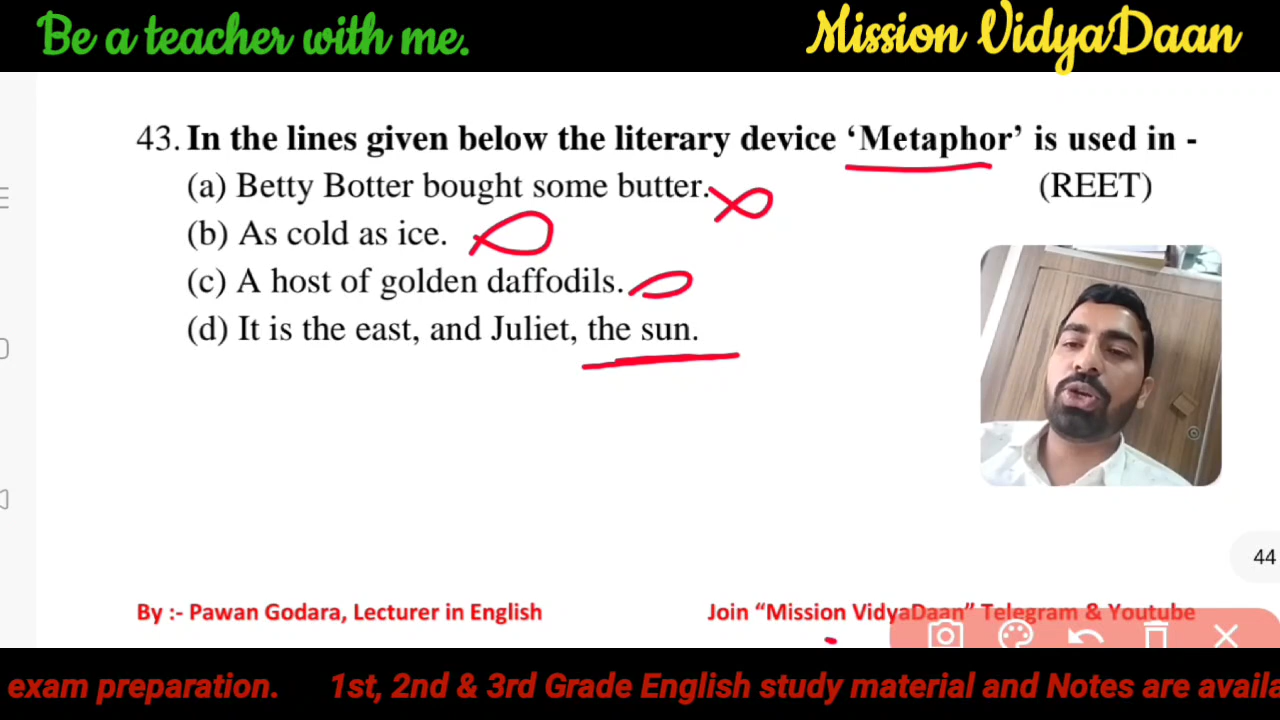 Be a teacher with me.
Mission VidyaDaan
43. In the lines given below the literary device ‘Metaphor’ is used in -
(a) Betty Botter bought some butter.
(REET)
(b) As cold as ice.
(c) A host of golden daffodils.
(d) It is the east, and Juliet, the sun.
44
By :- Pawan Godara, Lecturer in English
Join “Mission VidyaDaan” Telegram & Youtube
exam preparation. 1st, 2nd & 3rd Grade English study material and Notes are availa